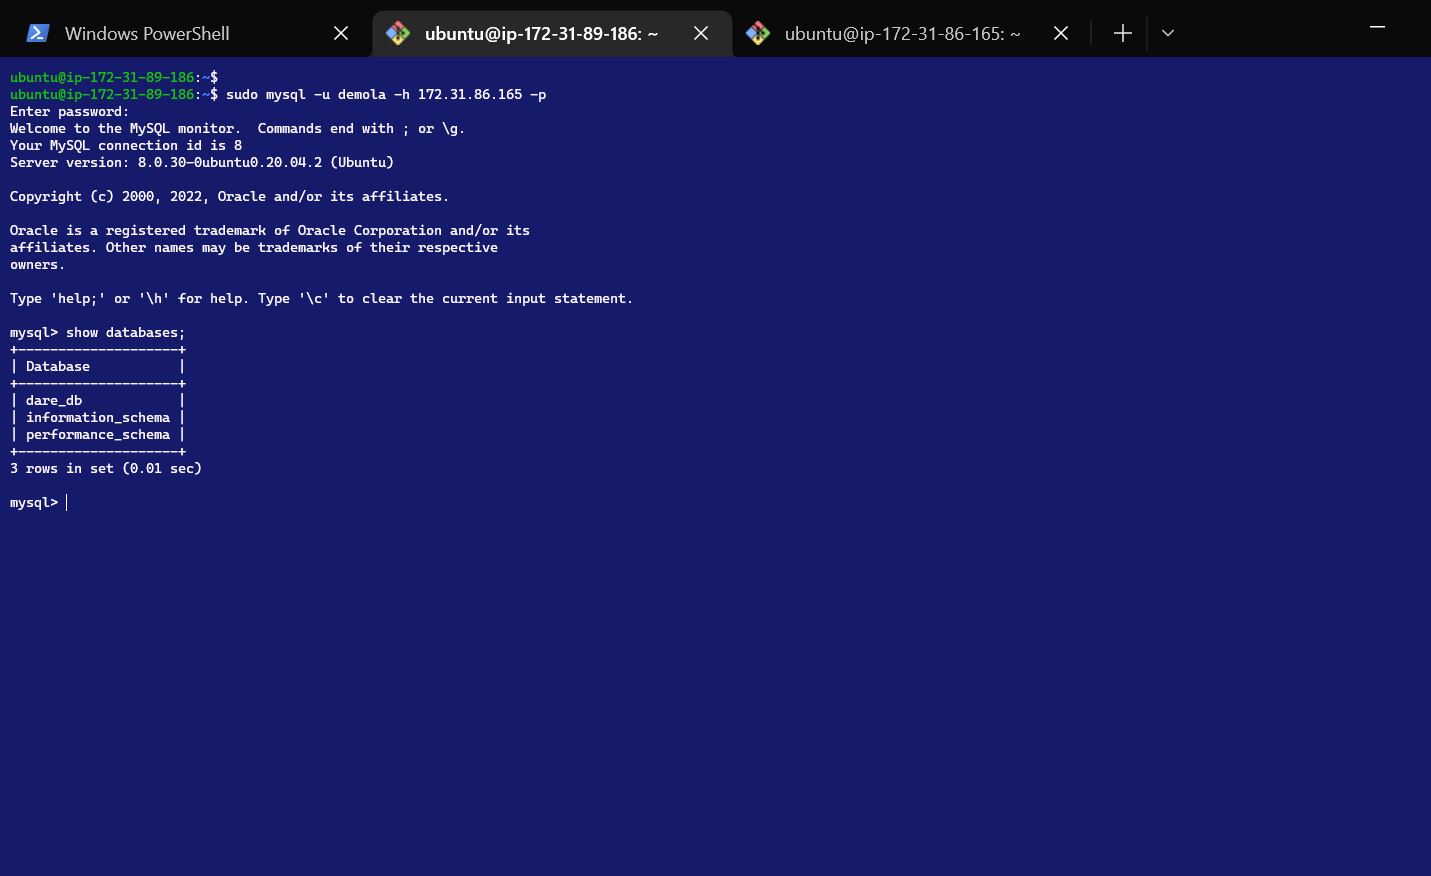 Windows PowerShell
ubuntu@ip-172-31-89-186: ~
ubuntu@ip-172-31-86-165: ~
ubuntu@ip-172-31-89-186:~$
ubuntu@ip-172-31-89-186:~$ sudo mysql -u demola -h 172.31.86.165 -p
Enter password:
Welcome to the MySQL monitor.  Commands end with ; or \g.
Your MySQL connection id is 8
Server version: 8.0.30-0ubuntu0.20.04.2 (Ubuntu)

Copyright (c) 2000, 2022, Oracle and/or its affiliates.

Oracle is a registered trademark of Oracle Corporation and/or its
affiliates. Other names may be trademarks of their respective
owners.

Type 'help;' or '\h' for help. Type '\c' to clear the current input statement.

mysql> show databases;
+--------------------+
| Database           |
+--------------------+
| dare_db            |
| information_schema |
| performance_schema |
+--------------------+
3 rows in set (0.01 sec)

mysql>